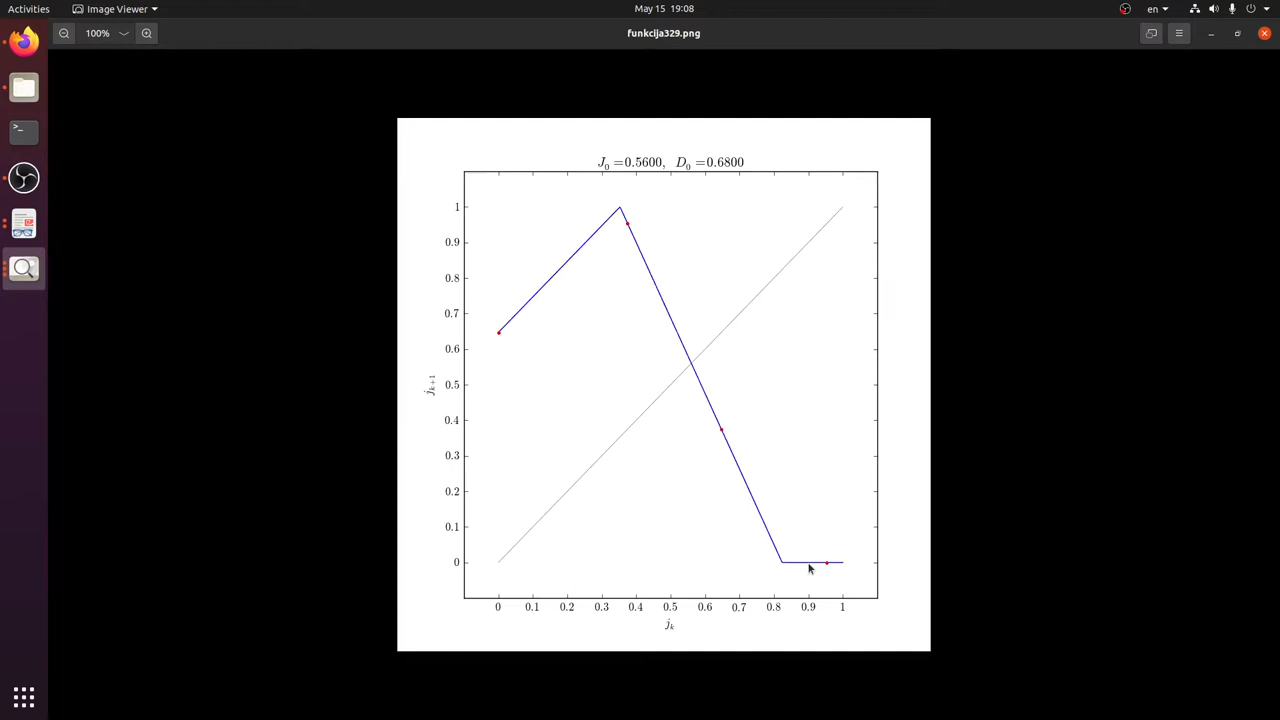 Activities Image Viewer May 15 19:08 en
100% funkcija329.png
J₀ =0.5600, D₀ =0.6800
1
0.9
0.8
0.7
0.6
0.5
0.4
0.3
0.2
0.1
0
jₖ₊₁
0 0.1 0.2 0.3 0.4 0.5 0.6 0.7 0.8 0.9 1
jₖ